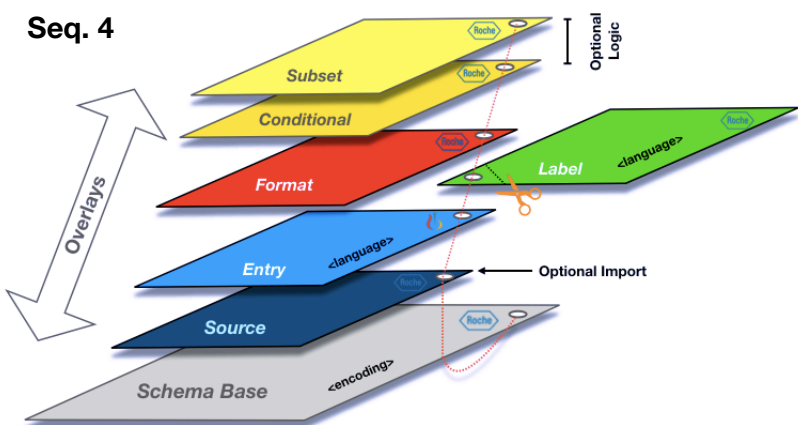 Seq. 4
Roche
Optional
Logic
Subset
Roche
Conditional
Roche
Format
Roche
<language>
Label
Overlays
<language>
Entry
Optional Import
Roche
Source
Roche
<encoding>
Schema Base